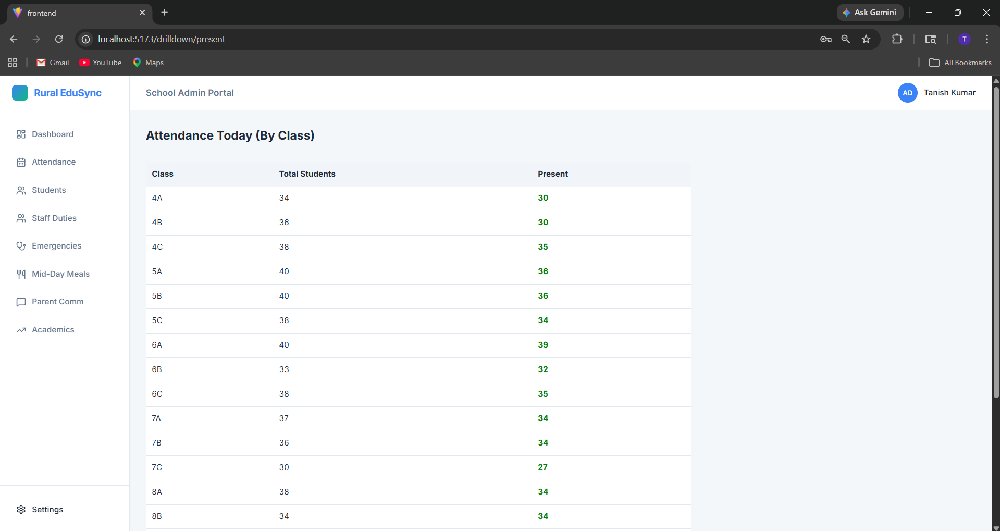 frontend
Ask Gemini
localhost:5173/drilldown/present
T
Gmail YouTube Maps All Bookmarks
Rural EduSync
School Admin Portal
AD Tanish Kumar
Dashboard
Attendance
Students
Staff Duties
Emergencies
Mid-Day Meals
Parent Comm
Academics
Settings
Attendance Today (By Class)
Class Total Students Present
4A 34 30
4B 36 30
4C 38 35
5A 40 36
5B 40 36
5C 38 34
6A 40 39
6B 33 32
6C 38 35
7A 37 34
7B 36 34
7C 30 27
8A 38 34
8B 34 34